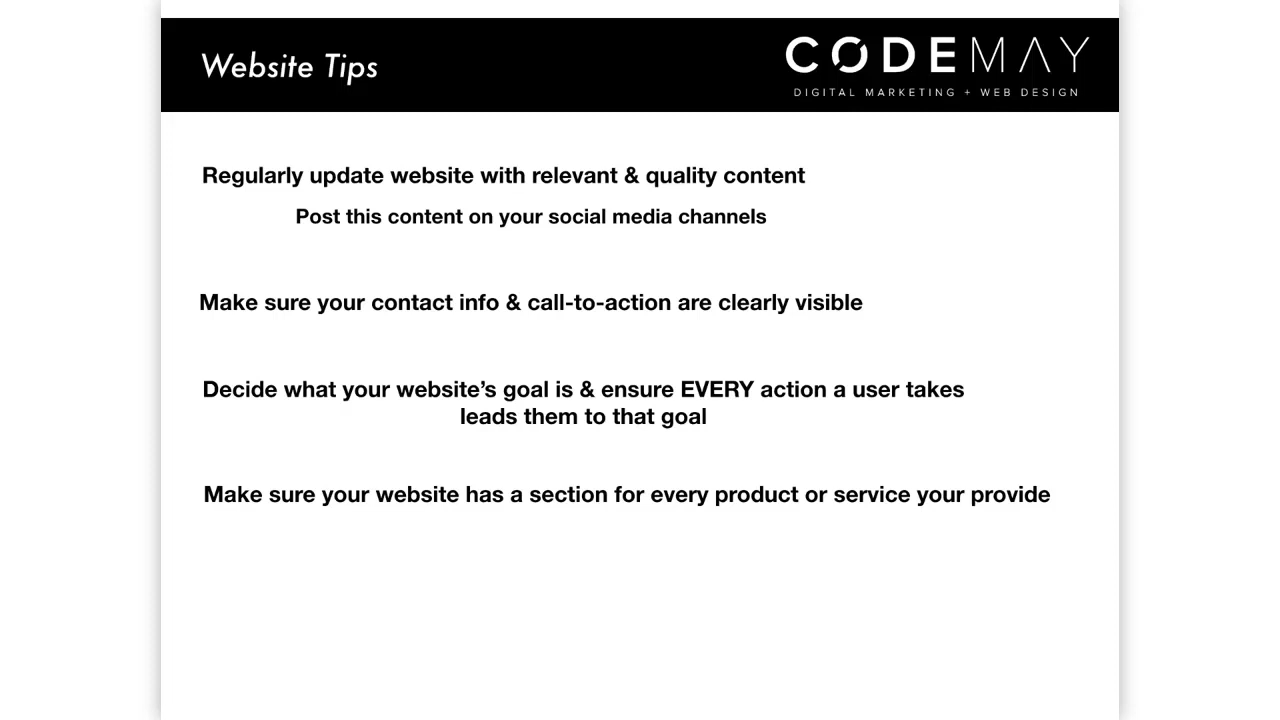 Website Tips
CODEMAY
DIGITAL MARKETING + WEB DESIGN
Regularly update website with relevant & quality content
Post this content on your social media channels
Make sure your contact info & call-to-action are clearly visible
Decide what your website’s goal is & ensure EVERY action a user takes
leads them to that goal
Make sure your website has a section for every product or service your provide